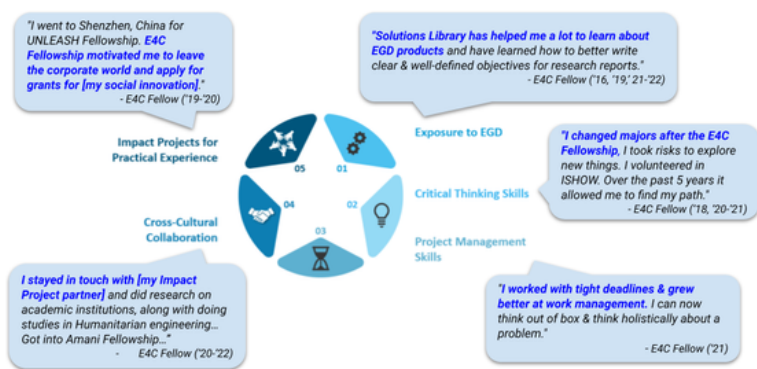 "I went to Shenzhen, China for
UNLEASH Fellowship. E4C
Fellowship motivated me to leave
the corporate world and apply for
grants for [my social innovation]."
- E4C Fellow ('19-'20)
"Solutions Library has helped me a lot to learn about
EGD products and have learned how to better write
clear & well-defined objectives for research reports."
- E4C Fellow ('16, '19,' 21-'22)
Impact Projects for
Practical Experience
05
01
Exposure to EGD
"I changed majors after the E4C
Fellowship, I took risks to explore
new things. I volunteered in
ISHOW. Over the past 5 years it
allowed me to find my path."
- E4C Fellow ('18, '20-'21)
Cross-Cultural
Collaboration
04
02
Critical Thinking Skills
03
Project Management
Skills
I stayed in touch with [my Impact
Project partner] and did research on
academic institutions, along with doing
studies in Humanitarian engineering...
Got into Amani Fellowship..."
- E4C Fellow ('20-'22)
"I worked with tight deadlines & grew
better at work management. I can now
think out of box & think holistically about a
problem."
- E4C Fellow ('21)